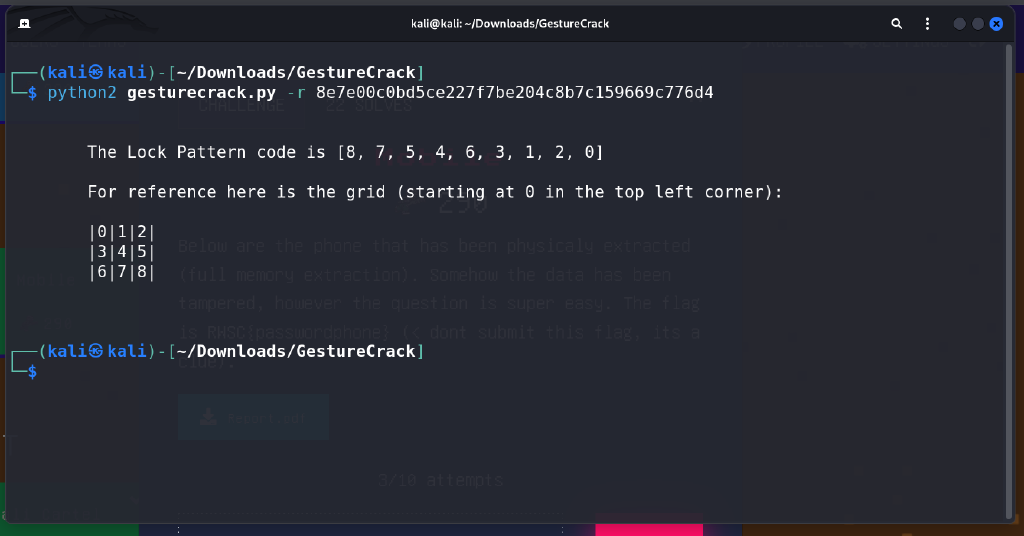 kali@kali: ~/Downloads/GestureCrack
(kali㉿kali)-[~/Downloads/GestureCrack]
$ python2 gesturecrack.py -r 8e7e00c0bd5ce227f7be204c8b7c159669c776d4
CHALLENGE 22 SOLVES
The Lock Pattern code is [8, 7, 5, 4, 6, 3, 1, 2, 0]
For reference here is the grid (starting at 0 in the top left corner):
250
|0|1|2|
|3|4|5|
|6|7|8|
Below are the phone that has been physicaly extracted
(full memory extraction). Somehow the data has been
tampered, however the question is super easy. The flag
is RHSC{passwordphone} (c dont submit this flag, its a
(kali㉿kali)-[~/Downloads/GestureCrack]
$
3/10 attempts